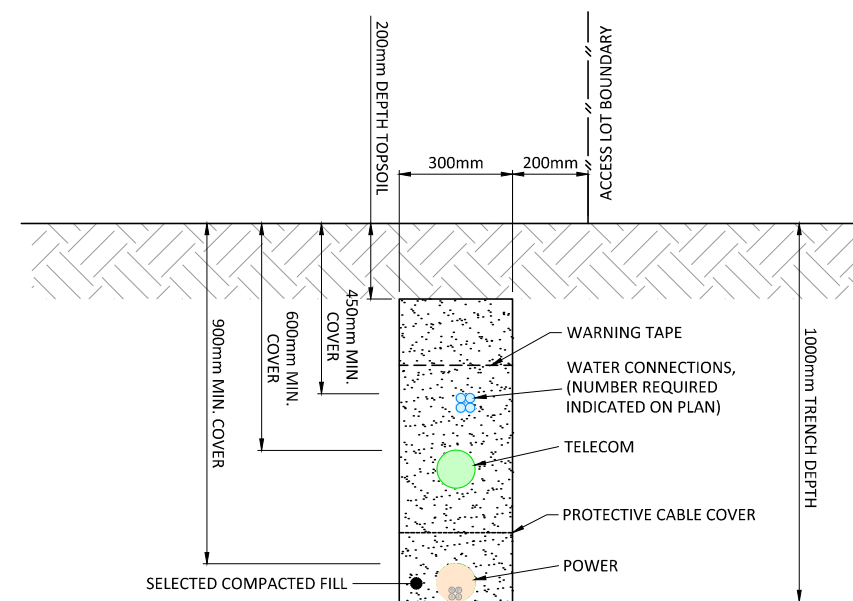 200mm DEPTH TOPSOIL
ACCESS LOT BOUNDARY
300mm
200mm
450mm MIN.
COVER
600mm MIN.
COVER
900mm MIN. COVER
1000mm TRENCH DEPTH
WARNING TAPE
WATER CONNECTIONS,
(NUMBER REQUIRED
INDICATED ON PLAN)
TELECOM
PROTECTIVE CABLE COVER
POWER
SELECTED COMPACTED FILL